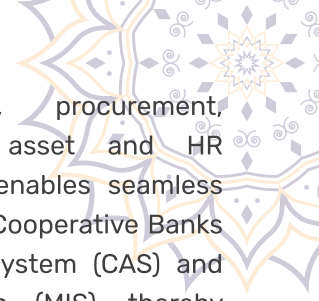 , procurement,
asset and HR
enables seamless
Cooperative Banks
ystem (CAS) and
(MIS), thereby